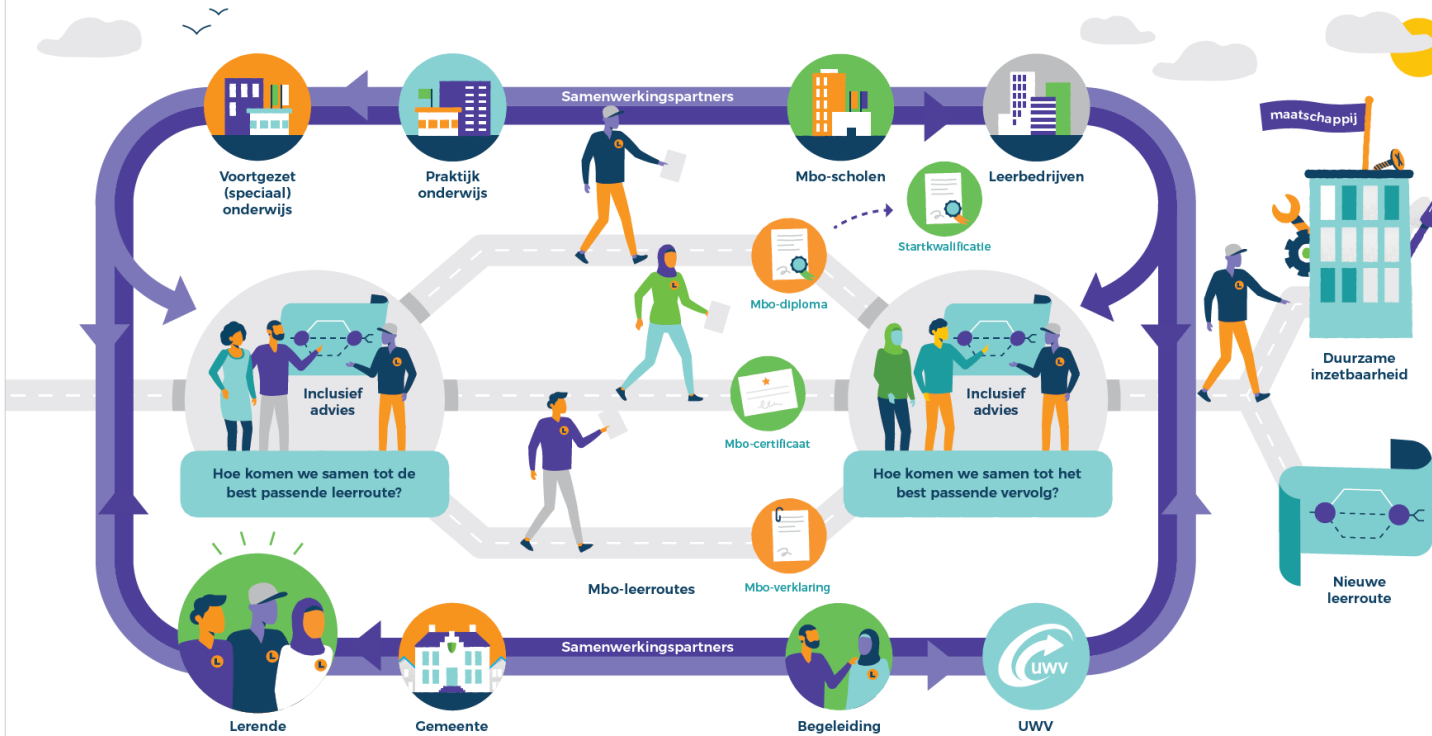 Samenwerkingspartners
maatschappij
Voortgezet
(speciaal)
onderwijs
Praktijk
onderwijs
Mbo-scholen
Leerbedrijven
Startkwalificatie
Mbo-diploma
Inclusief
advies
Hoe komen we samen tot de
best passende leerroute?
Mbo-certificaat
Inclusief
advies
Hoe komen we samen tot het
best passende vervolg?
Duurzame
inzetbaarheid
Mbo-leerroutes
Mbo-verklaring
Nieuwe
leerroute
Samenwerkingspartners
Lerende
Gemeente
Begeleiding
uwv
UWV